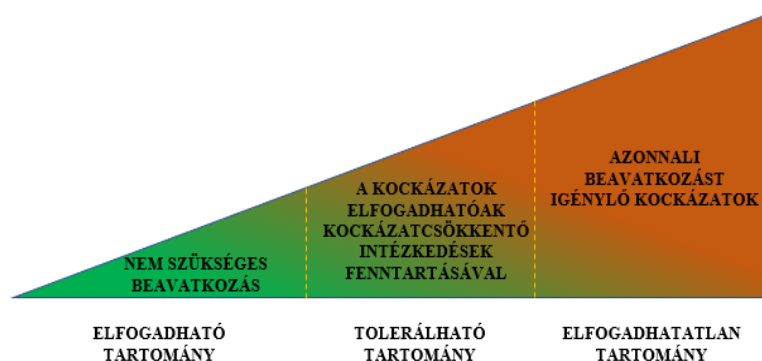 NEM SZÜKSÉGES
BEAVATKOZÁS
A KOCKÁZATOK
ELFOGADHATÓAK
KOCKÁZATCSÖKKENTŐ
INTÉZKEDÉSEK
FENNTARTÁSÁVAL
AZONNALI
BEAVATKOZÁST
IGÉNYLŐ KOCKÁZATOK
ELFOGADHATÓ
TARTOMÁNY
TOLERÁLHATÓ
TARTOMÁNY
ELFOGADHATATLAN
TARTOMÁNY